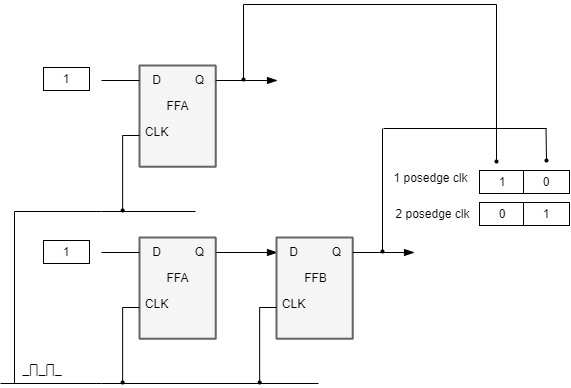 1
D Q
FFA
CLK
1 posedge clk 1 0
2 posedge clk 0 1
1
D Q
FFA
CLK
D Q
FFB
CLK